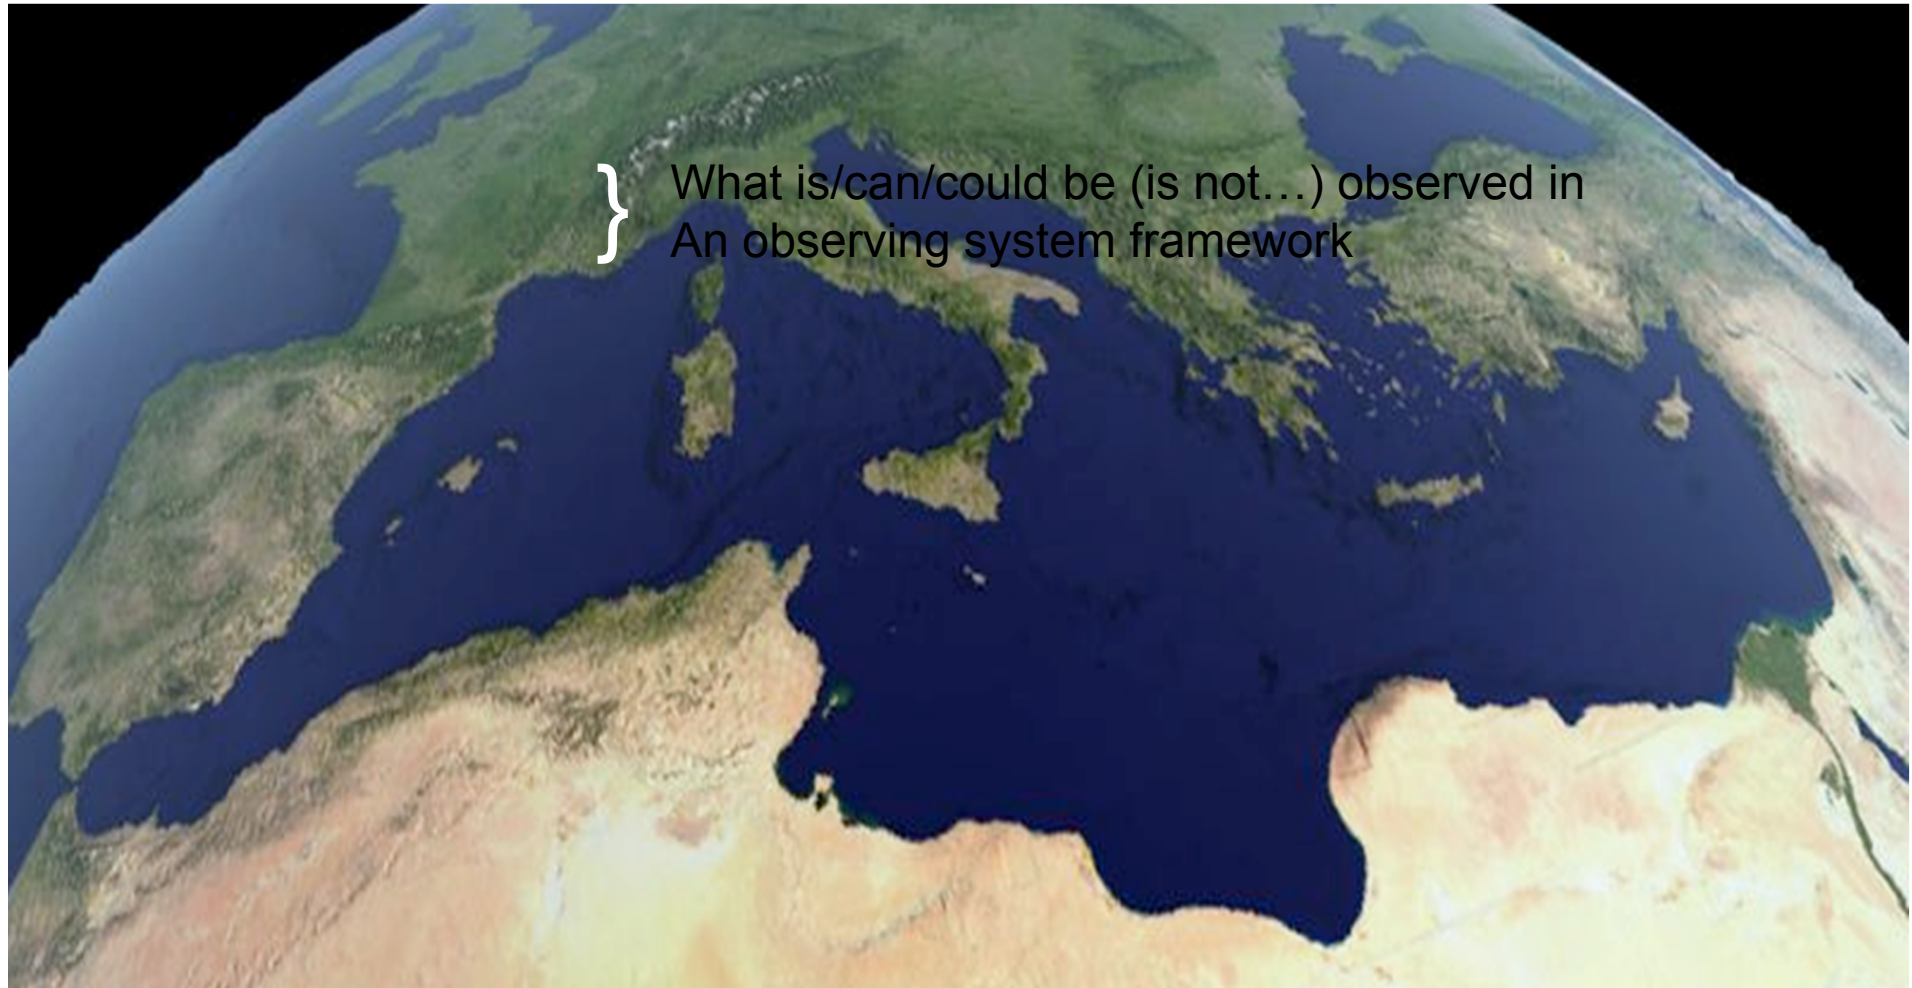 } What is/can/could be (is not…) observed in
An observing system framework